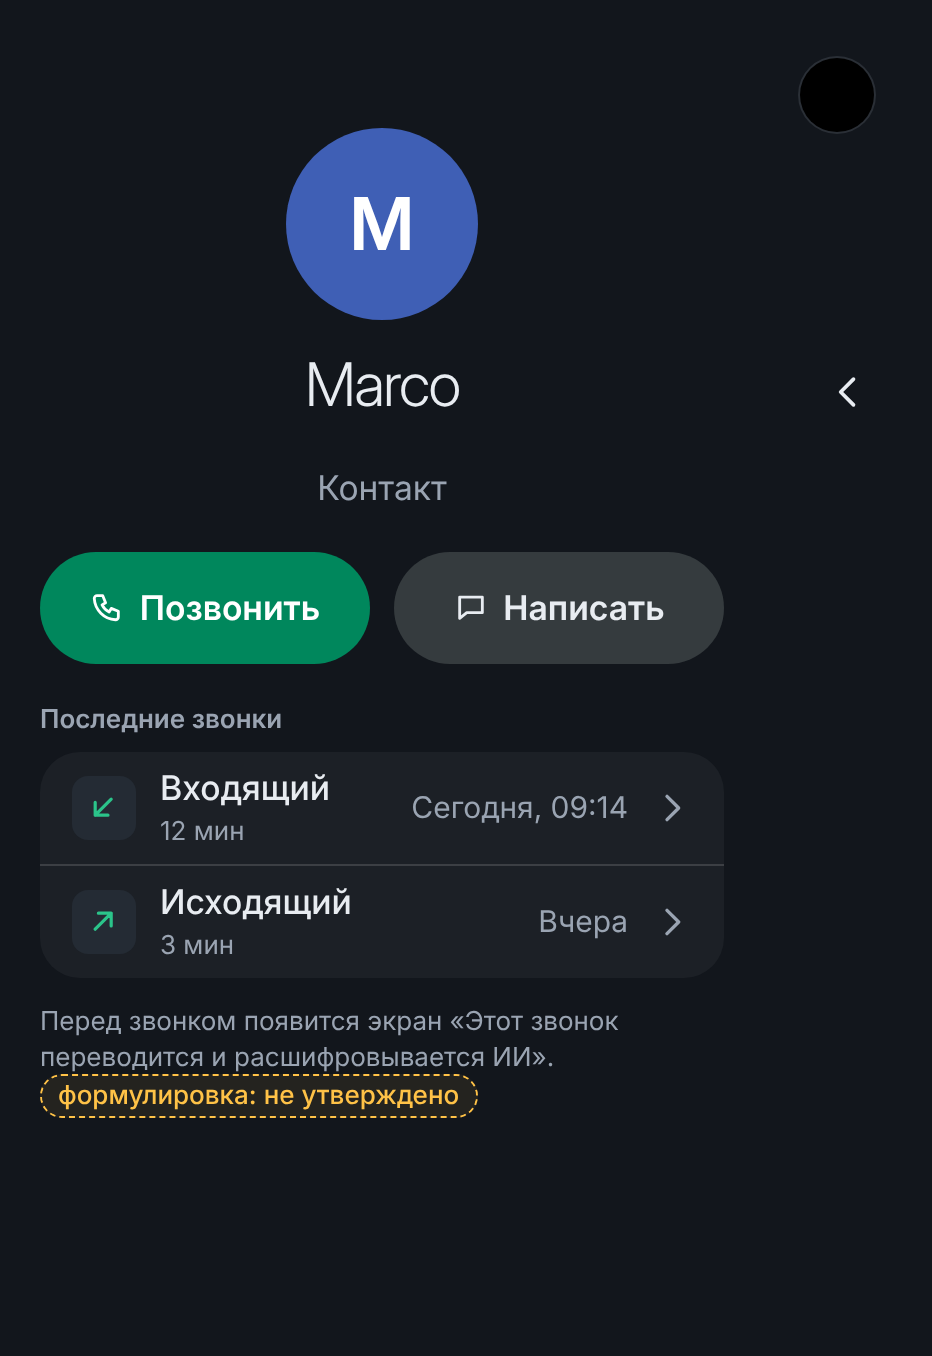 M
Marco
Контакт
Позвонить
Написать
Последние звонки
Входящий
12 мин
Сегодня, 09:14
Исходящий
3 мин
Вчера
Перед звонком появится экран «Этот звонок
переводится и расшифровывается ИИ».
формулировка: не утверждено